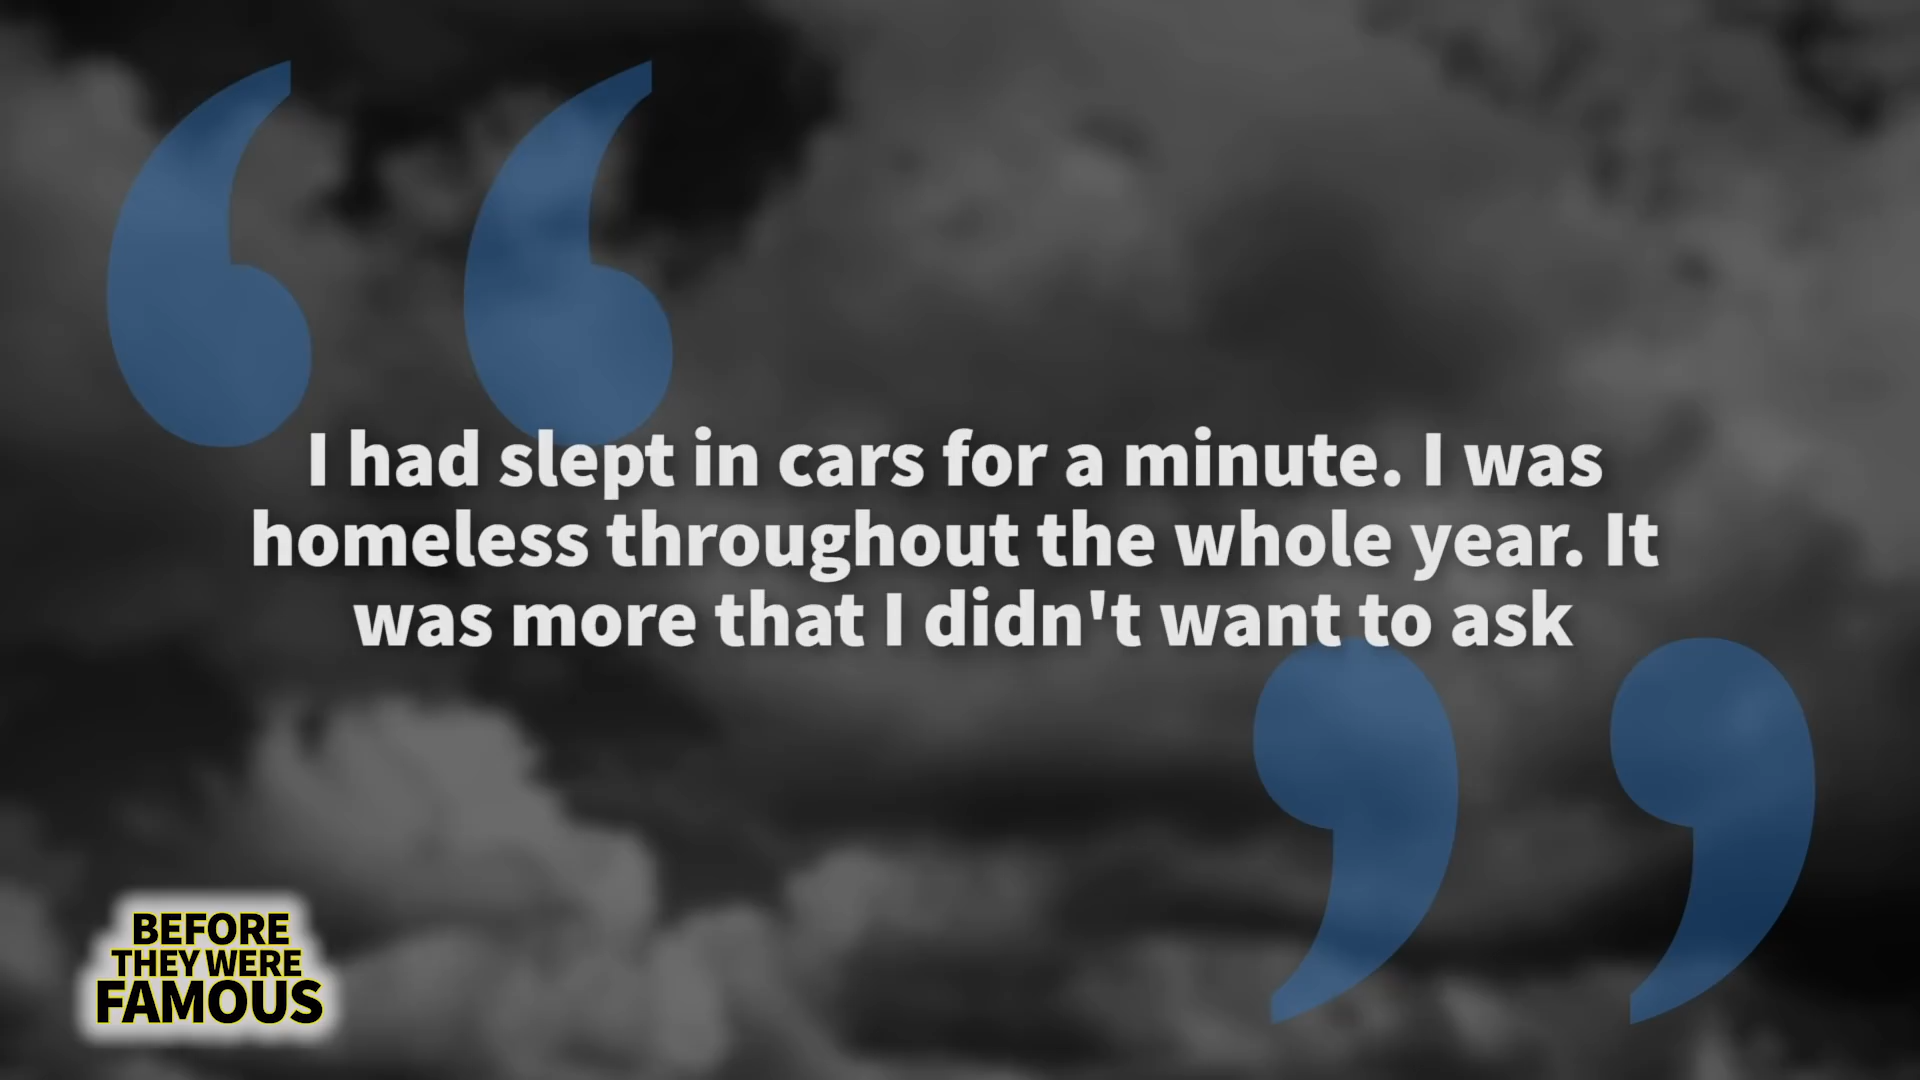 I had slept in cars for a minute. I was
homeless throughout the whole year. It
was more that I didn't want to ask
BEFORE
THEY WERE
FAMOUS